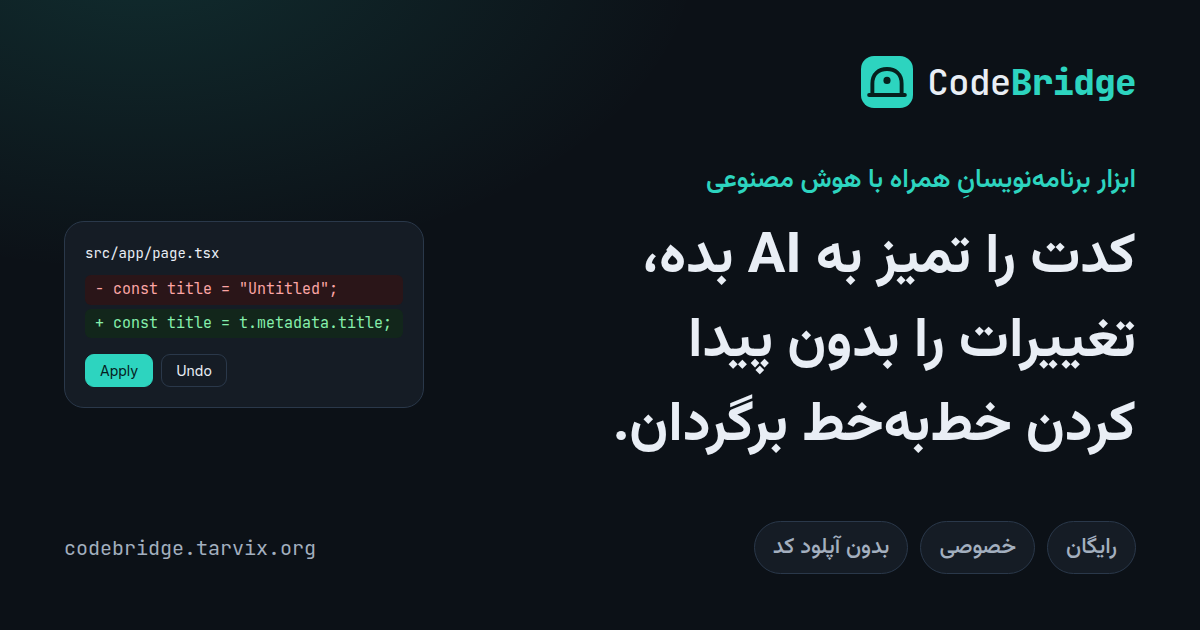 CodeBridge
ابزار برنامه‌نویسانِ همراه با هوش مصنوعی
کدت را تمیز به AI بده،
تغییرات را بدون پیدا
کردن خط‌به‌خط برگردان.
src/app/page.tsx
- const title = "Untitled";
+ const title = t.metadata.title;
Apply Undo
رایگان خصوصی بدون آپلود کد
codebridge.tarvix.org